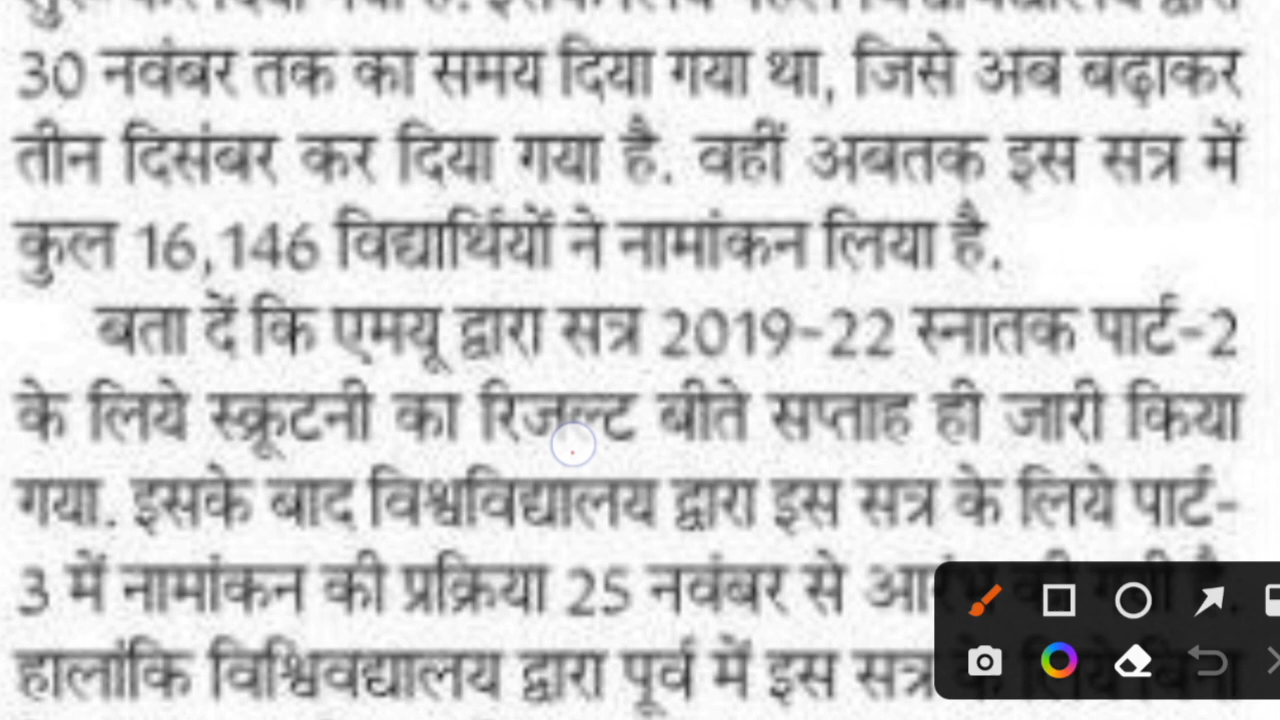 30 नवंबर तक का समय दिया गया था, जिसे अब बढ़ाकर
तीन दिसंबर कर दिया गया है. वहीं अबतक इस सत्र में
कुल 16,146 विद्यार्थियों ने नामांकन लिया है.
बता दें कि एमयू द्वारा सत्र 2019-22 स्नातक पार्ट-2
के लिये स्क्रूटनी का रिजल्ट बीते सप्ताह ही जारी किया
गया. इसके बाद विश्वविद्यालय द्वारा इस सत्र के लिये पार्ट-
3 में नामांकन की प्रक्रिया 25 नवंबर से
हालांकि विश्विवद्यालय द्वारा पूर्व में इस सत्र